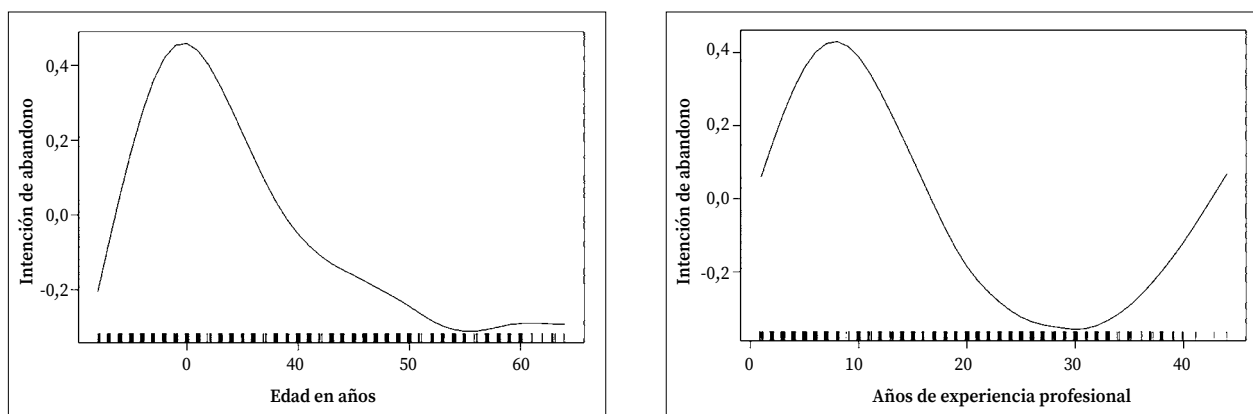 0,4
0,2
0,0
-0,2
Intención de abandono
0 40 50 60
Edad en años
0,4
0,2
0,0
-0,2
Intención de abandono
0 10 20 30 40
Años de experiencia profesional